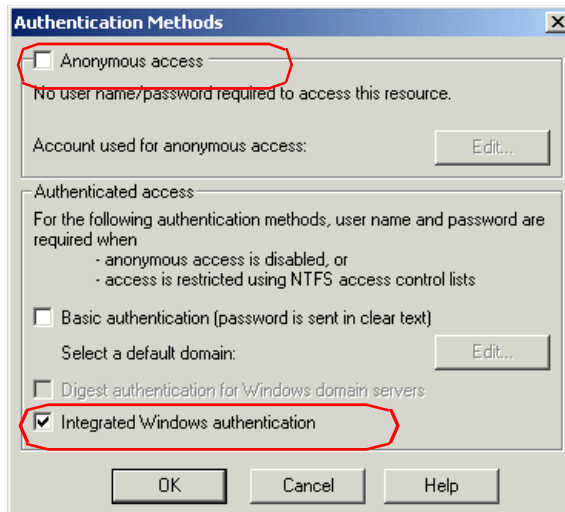 Authentication Methods
Anonymous access
No user name/password required to access this resource.
Account used for anonymous access:
Edit...
Authenticated access
For the following authentication methods, user name and password are
required when
- anonymous access is disabled, or
- access is restricted using NTFS access control lists
Basic authentication (password is sent in clear text)
Select a default domain:
Edit...
Digest authentication for Windows domain servers
Integrated Windows authentication
OK
Cancel
Help